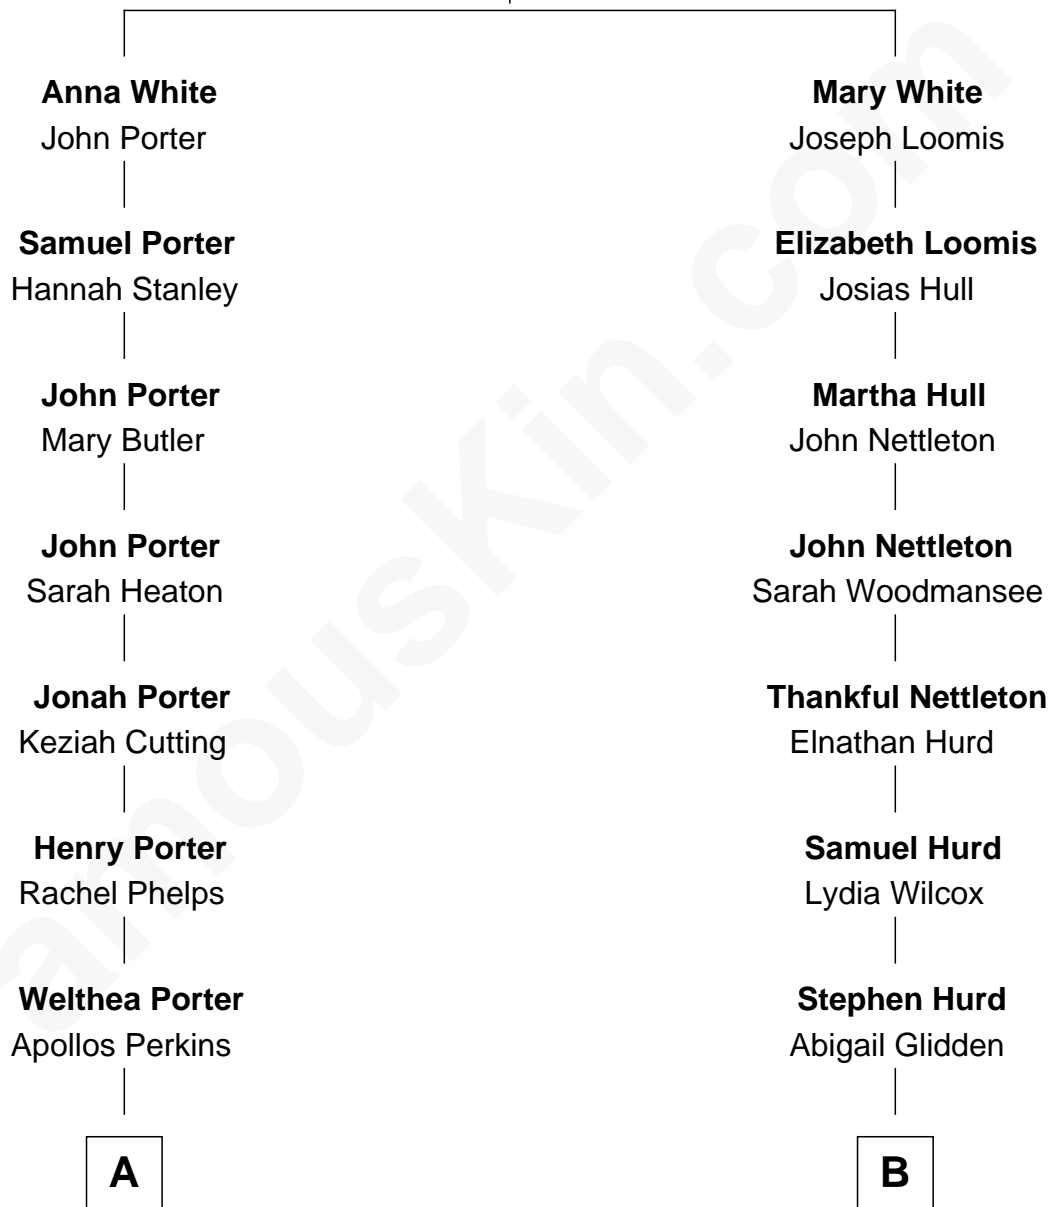 Anna White
John Porter
Mary White
Joseph Loomis
Samuel Porter
Hannah Stanley
Elizabeth Loomis
Josias Hull
John Porter
Mary Butler
Martha Hull
John Nettleton
John Porter
Sarah Heaton
John Nettleton
Sarah Woodmansee
Jonah Porter
Keziah Cutting
Thankful Nettleton
Elnathan Hurd
Henry Porter
Rachel Phelps
Samuel Hurd
Lydia Wilcox
Welthea Porter
Apollos Perkins
Stephen Hurd
Abigail Glidden
A
B
amousKin.com